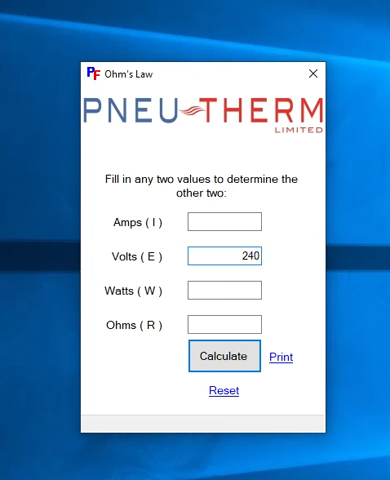 PF Ohm's Law
PNEU-THERM
LIMITED
Fill in any two values to determine the
other two:
Amps ( I )
Volts ( E ) 240
Watts ( W )
Ohms ( R )
Calculate Print
Reset